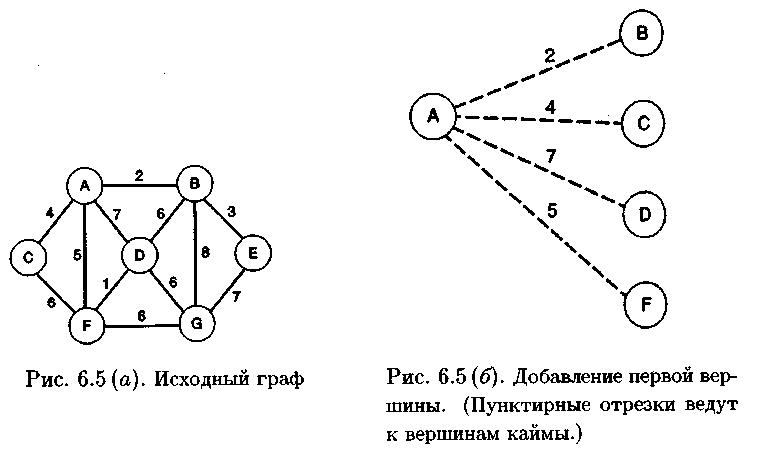 A
2
B
4
7
6
3
C
5
D
8
E
6
1
6
7
F
6
G
Рис. 6.5 (а). Исходный граф
B
2
A
4
C
7
D
5
F
Рис. 6.5 (б). Добавление первой вер-
шины. (Пунктирные отрезки ведут
к вершинам каймы.)